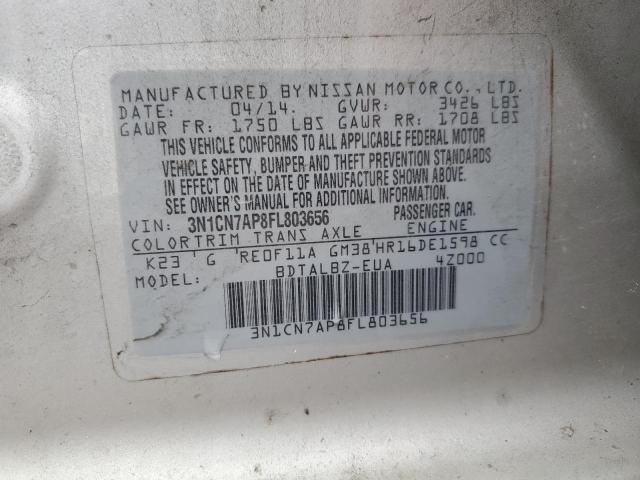 MANUFACTURED BY NISSAN MOTOR CO., LTD.
DATE: 04/14. GVWR: 3426 LBS
GAWR FR: 1750 LBS GAWR RR: 1708 LBS
THIS VEHICLE CONFORMS TO ALL APPLICABLE FEDERAL MOTOR
VEHICLE SAFETY, BUMPER AND THEFT PREVENTION STANDARDS
IN EFFECT ON THE DATE OF MANUFACTURE SHOWN ABOVE.
SEE OWNER'S MANUAL FOR ADDITIONAL INFORMATION.
VIN: 3N1CN7AP8FL803656 PASSENGER CAR.
COLOR TRIM TRANS AXLE ENGINE
K23 G RE0F11A GM38 HR16DE1598 CC
MODEL: BDTALBZ-EUA 4Z000
3N1CN7AP8FL803656